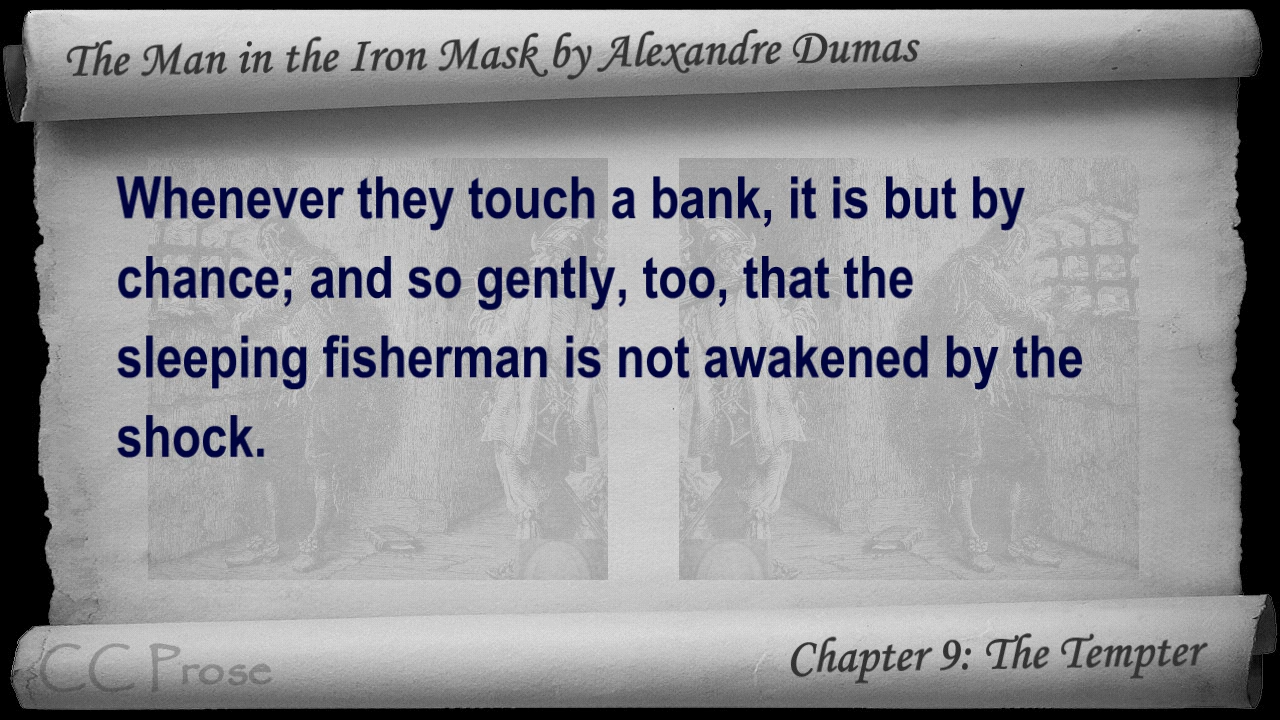 The Man in the Iron Mask by Alexandre Dumas
Whenever they touch a bank, it is but by
chance; and so gently, too, that the
sleeping fisherman is not awakened by the
shock.
CC Prose
Chapter 9: The Tempter